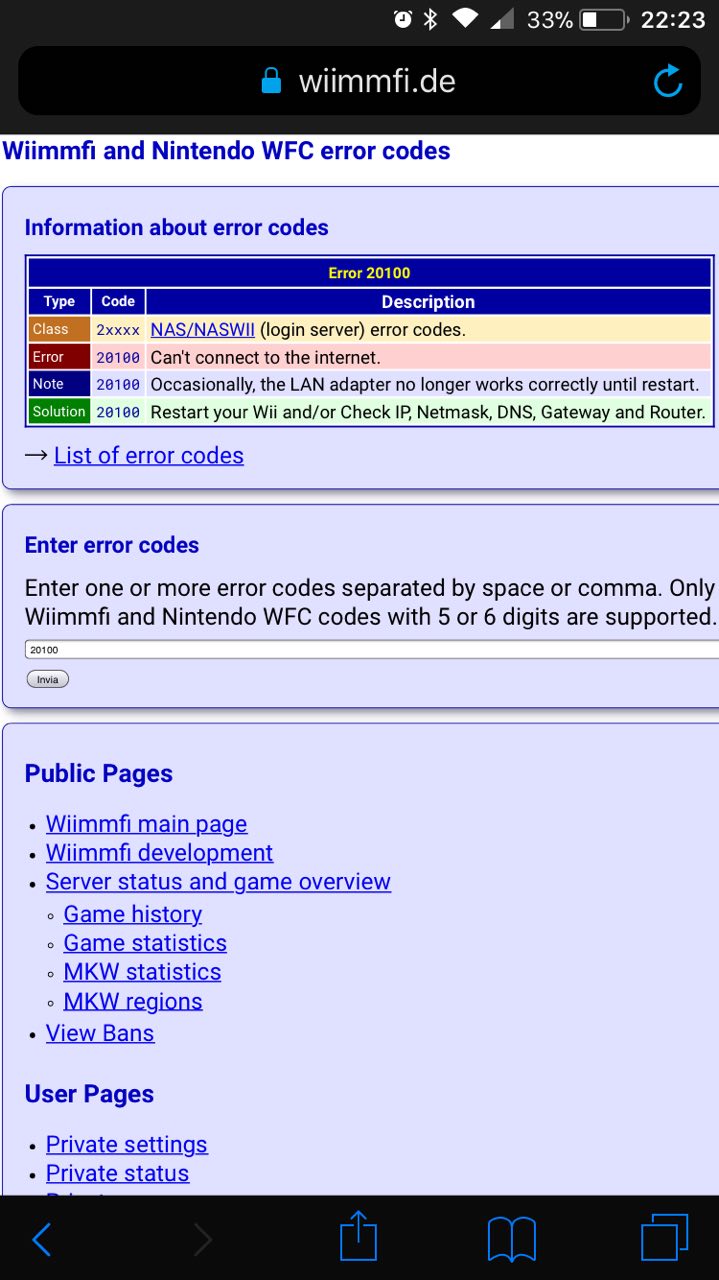 33% 22:23
wiimmfi.de
Wiimmfi and Nintendo WFC error codes
Information about error codes
Error 20100
Type Code Description
Class 2xxxx NAS/NASWII (login server) error codes.
Error 20100 Can't connect to the internet.
Note 20100 Occasionally, the LAN adapter no longer works correctly until restart.
Solution 20100 Restart your Wii and/or Check IP, Netmask, DNS, Gateway and Router.
→ List of error codes
Enter error codes
Enter one or more error codes separated by space or comma. Only
Wiimmfi and Nintendo WFC codes with 5 or 6 digits are supported.
20100
Invia
Public Pages
Wiimmfi main page
Wiimmfi development
Server status and game overview
Game history
Game statistics
MKW statistics
MKW regions
View Bans
User Pages
Private settings
Private status